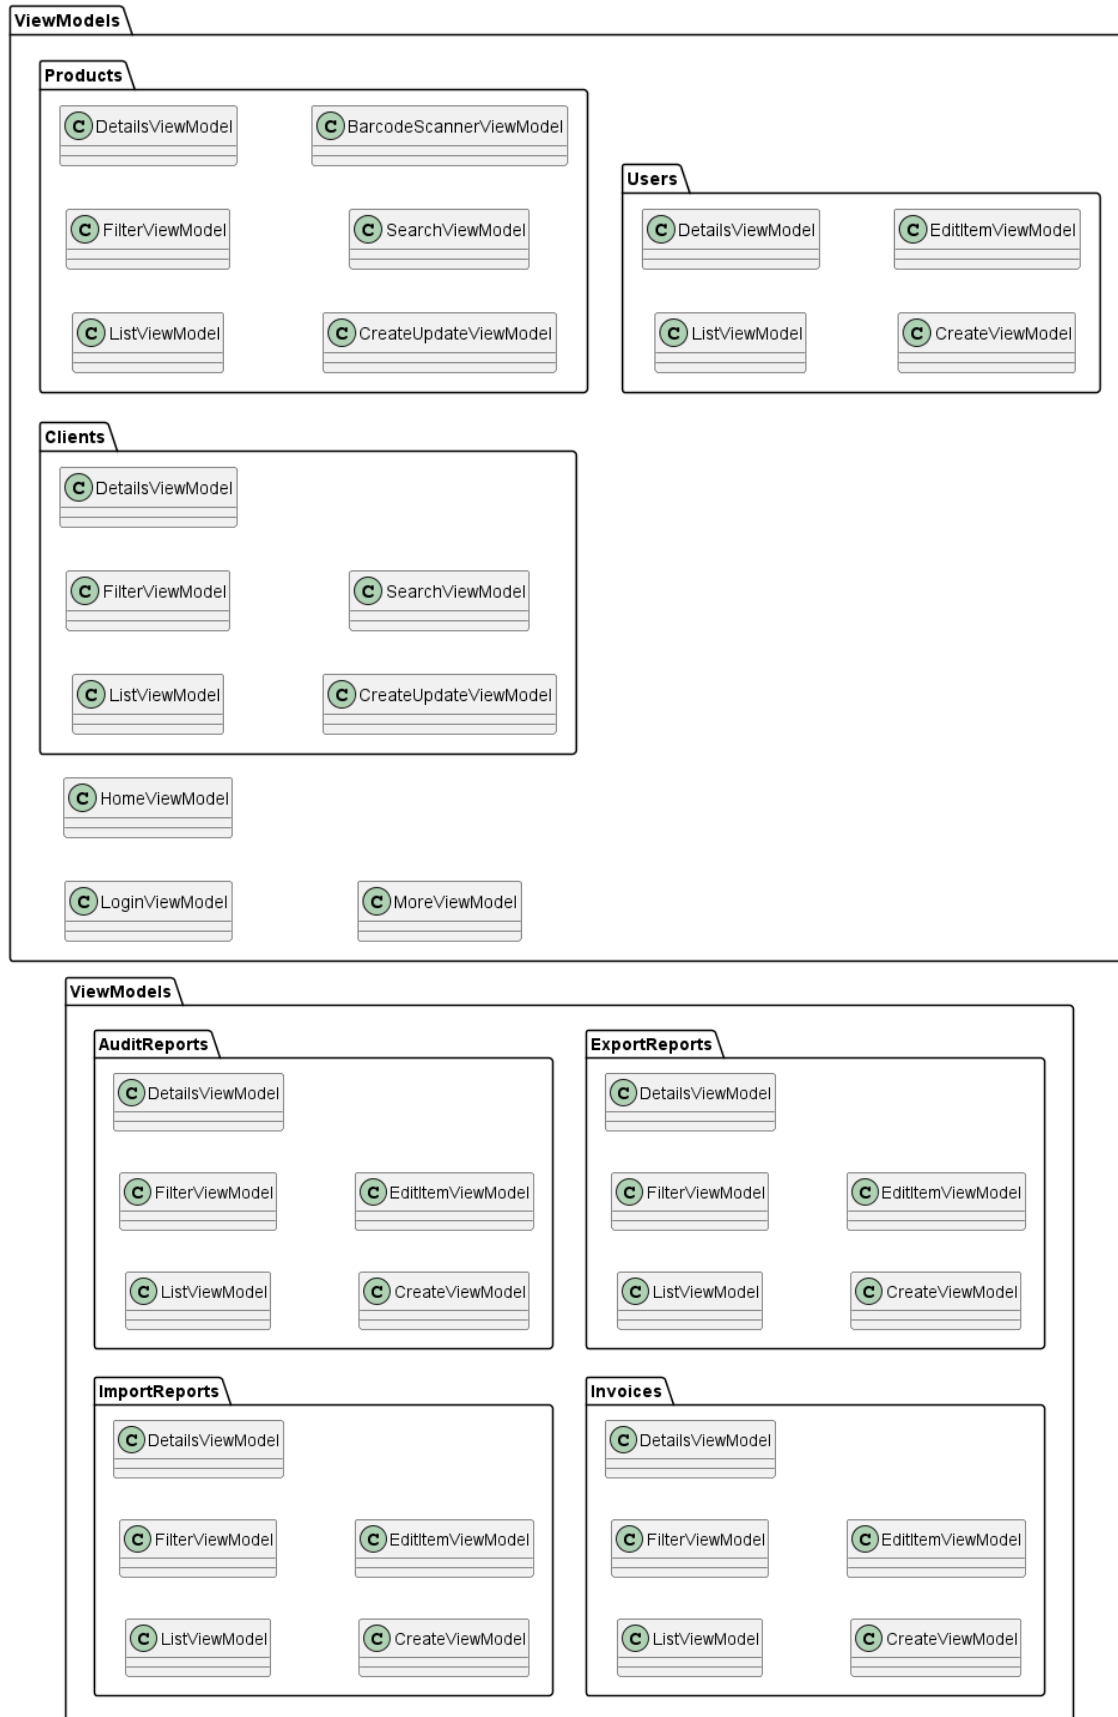 ViewModels
Products
C DetailsViewModel
C BarcodeScannerViewModel
C FilterViewModel
C SearchViewModel
C ListViewModel
C CreateUpdateViewModel
Users
C DetailsViewModel
C EditItemViewModel
C ListViewModel
C CreateViewModel
Clients
C DetailsViewModel
C FilterViewModel
C SearchViewModel
C ListViewModel
C CreateUpdateViewModel
C HomeViewModel
C LoginViewModel
C MoreViewModel
ViewModels
AuditReports
C DetailsViewModel
C FilterViewModel
C EditItemViewModel
C ListViewModel
C CreateViewModel
ExportReports
C DetailsViewModel
C FilterViewModel
C EditItemViewModel
C ListViewModel
C CreateViewModel
ImportReports
C DetailsViewModel
C FilterViewModel
C EditItemViewModel
C ListViewModel
C CreateViewModel
Invoices
C DetailsViewModel
C FilterViewModel
C EditItemViewModel
C ListViewModel
C CreateViewModel